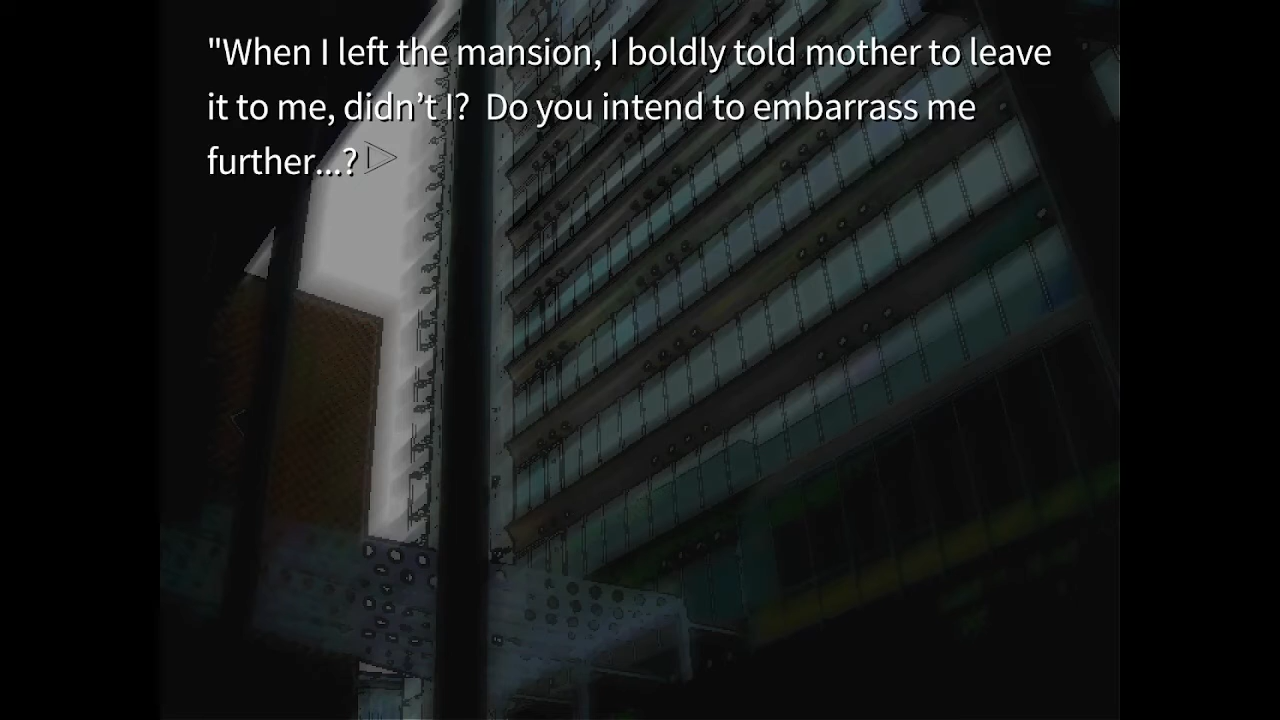 "When I left the mansion, I boldly told mother to leave
it to me, didn’t I?  Do you intend to embarrass me
further...?